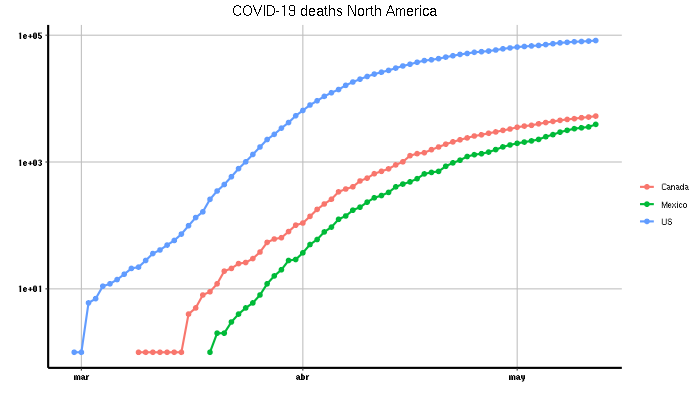 COVID-19 deaths North America
1e+05
1e+03
1e+01
mar abr may
Canada
Mexico
US